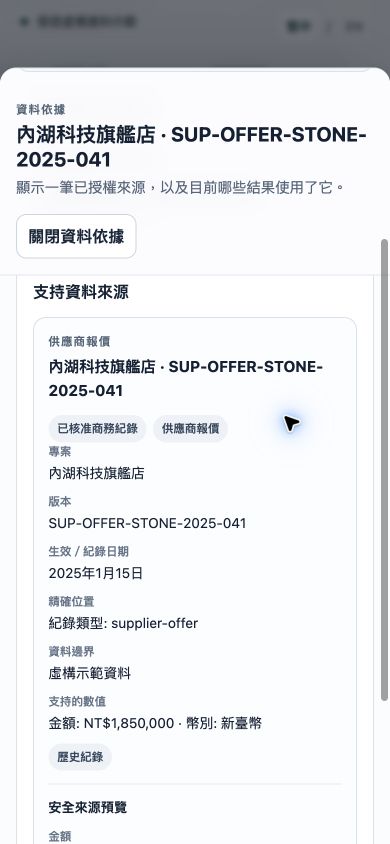 資料依據
內湖科技旗艦店 · SUP-OFFER-STONE-
2025-041
顯示一筆已授權來源，以及目前哪些結果使用了它。
關閉資料依據
支持資料來源
供應商報價
內湖科技旗艦店 · SUP-OFFER-STONE-
2025-041
已核准商務紀錄 供應商報價
專案
內湖科技旗艦店
版本
SUP-OFFER-STONE-2025-041
生效 / 紀錄日期
2025年1月15日
精確位置
紀錄類型: supplier-offer
資料邊界
虛構示範資料
支持的數值
金額: NT$1,850,000 · 幣別: 新臺幣
歷史紀錄
安全來源預覽
金額